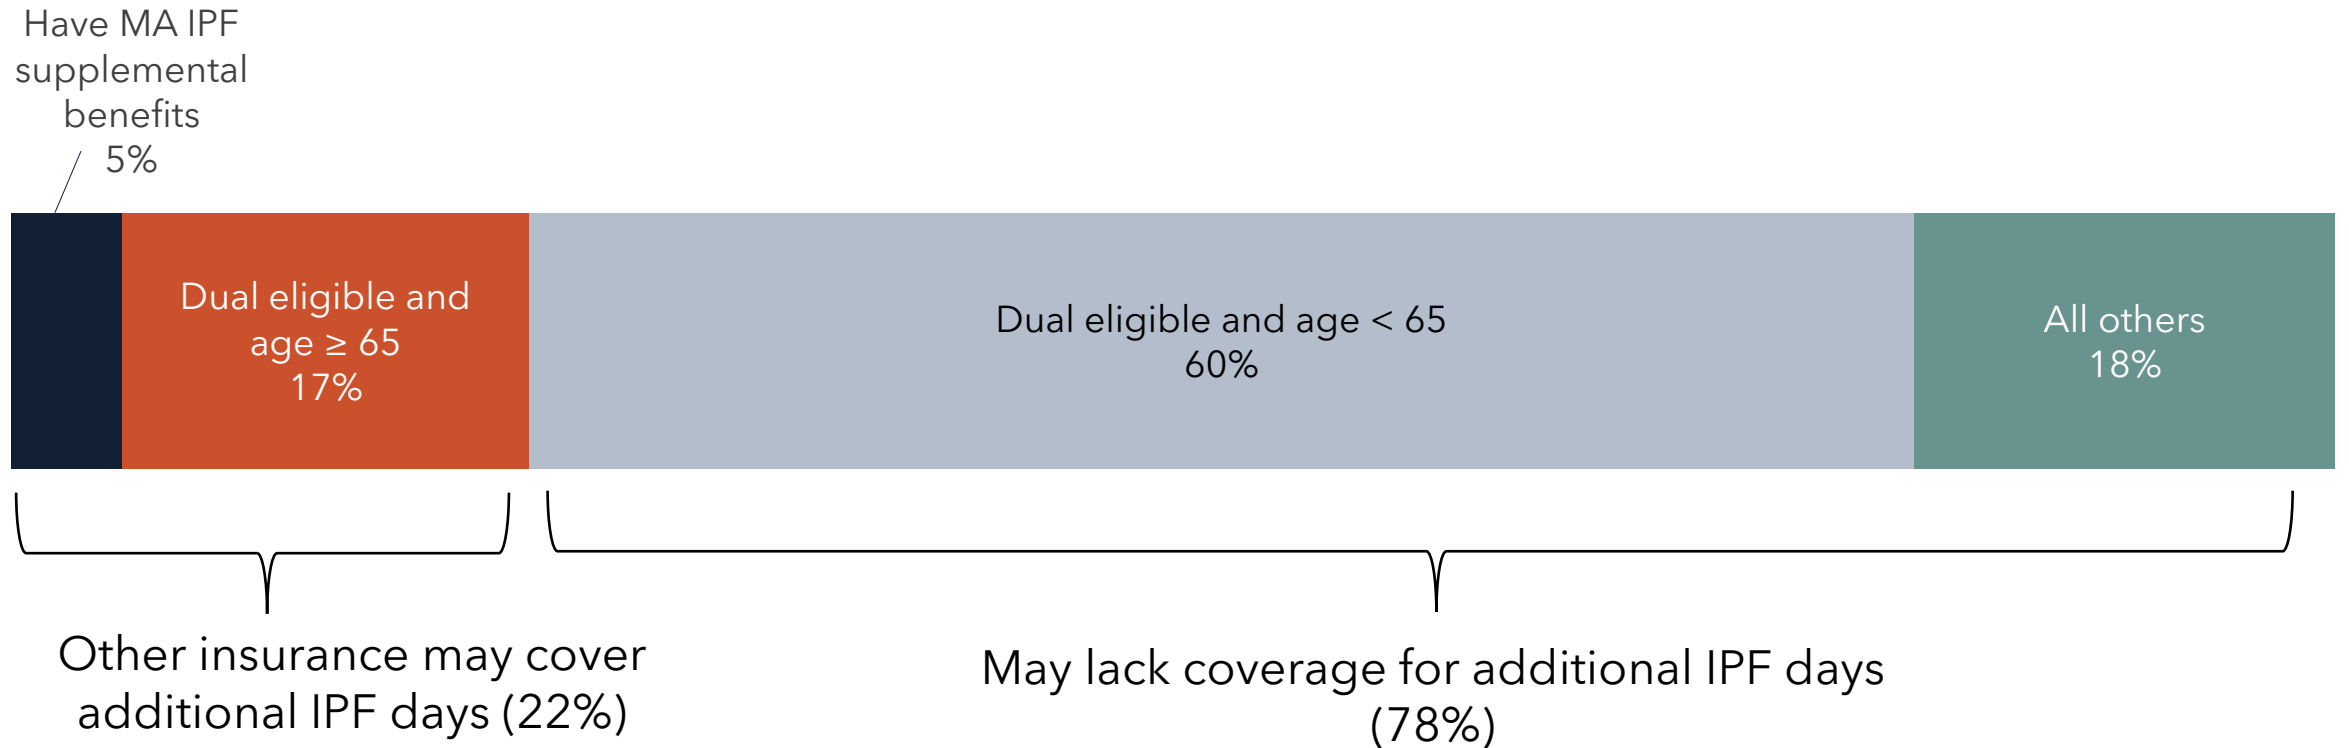 Have MA IPF
supplemental
benefits
5%
Dual eligible and
age ≥ 65
17%
Dual eligible and age < 65
60%
All others
18%
Other insurance may cover
additional IPF days (22%)
May lack coverage for additional IPF days
(78%)